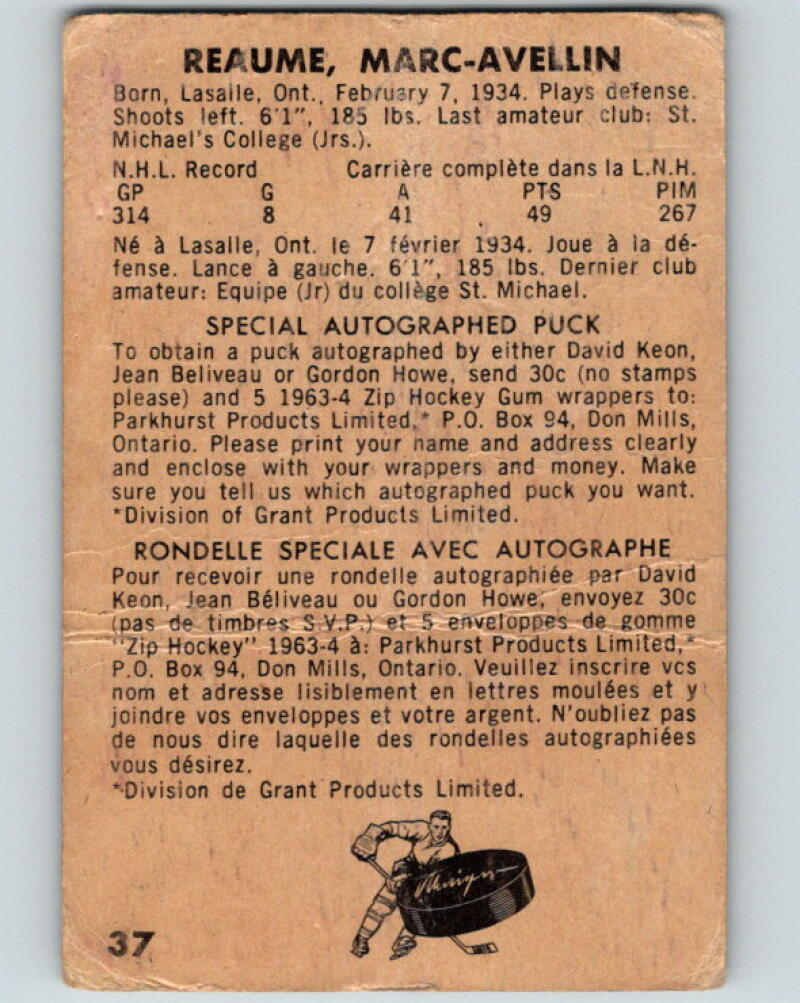 REAUME, MARC-AVELLIN
Born, Lasalle, Ont., February 7, 1934. Plays defense.
Shoots left. 6'1", 185 lbs. Last amateur club: St.
Michael's College (Jrs.).
N.H.L. Record Carrière complète dans la L.N.H.
GP G A PTS PIM
314 8 41 49 267
Né à Lasalle, Ont. le 7 février 1934. Joue à la dé-
fense. Lance à gauche. 6'1", 185 lbs. Dernier club
amateur: Equipe (Jr) du collège St. Michael.
SPECIAL AUTOGRAPHED PUCK
To obtain a puck autographed by either David Keon,
Jean Beliveau or Gordon Howe, send 30c (no stamps
please) and 5 1963-4 Zip Hockey Gum wrappers to:
Parkhurst Products Limited,* P.O. Box 94, Don Mills,
Ontario. Please print your name and address clearly
and enclose with your wrappers and money. Make
sure you tell us which autographed puck you want.
*Division of Grant Products Limited.
RONDELLE SPECIALE AVEC AUTOGRAPHE
Pour recevoir une rondelle autographiée par David
Keon, Jean Béliveau ou Gordon Howe, envoyez 30c
(pas de timbres S.V.P.) et 5 enveloppes de gomme
"Zip Hockey" 1963-4 à: Parkhurst Products Limited,*
P.O. Box 94, Don Mills, Ontario. Veuillez inscrire vos
nom et adresse lisiblement en lettres moulées et y
joindre vos enveloppes et votre argent. N'oubliez pas
de nous dire laquelle des rondelles autographiées
vous désirez.
*Division de Grant Products Limited.
37